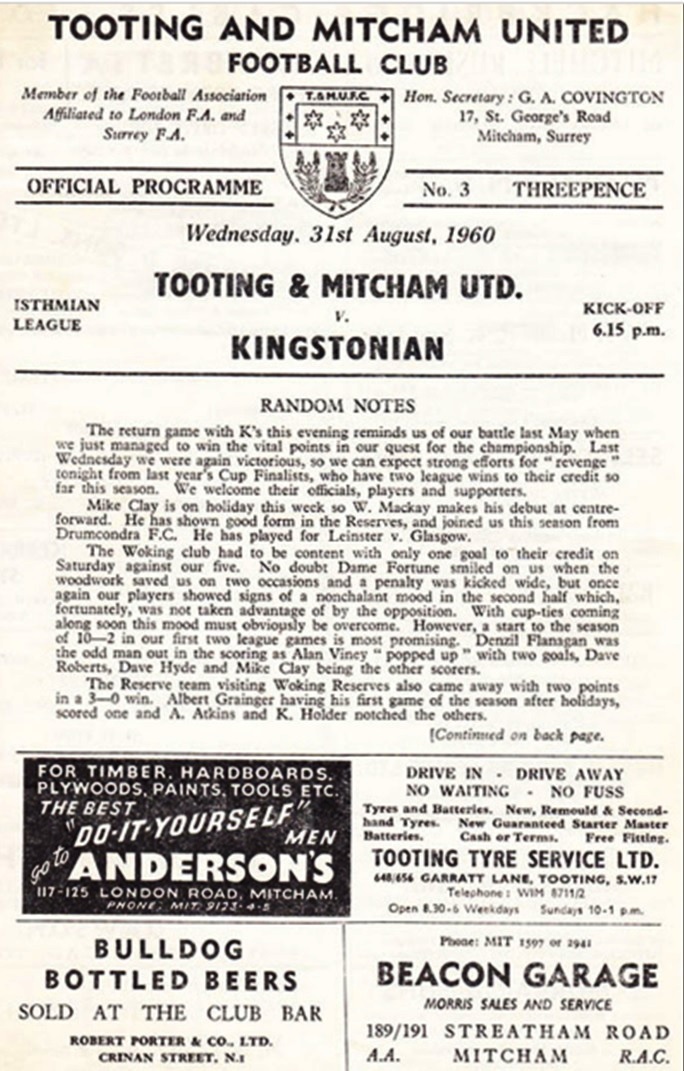 TOOTING AND MITCHAM UNITED
FOOTBALL CLUB
Member of the Football Association
Affiliated to London F.A. and
Surrey F.A.
T.&M.U.F.C.
Hon. Secretary : G. A. COVINGTON
17, St. George's Road
Mitcham, Surrey
OFFICIAL PROGRAMME
No. 3 THREEPENCE
Wednesday. 31st August, 1960
ISTHMIAN
LEAGUE
TOOTING & MITCHAM UTD.
v.
KINGSTONIAN
KICK-OFF
6.15 p.m.
RANDOM NOTES
The return game with K's this evening reminds us of our battle last May when
we just managed to win the vital points in our quest for the championship. Last
Wednesday we were again victorious, so we can expect strong efforts for " revenge "
tonight from last year's Cup Finalists, who have two league wins to their credit so
far this season. We welcome their officials, players and supporters.
Mike Clay is on holiday this week so W. Mackay makes his debut at centre-
forward. He has shown good form in the Reserves, and joined us this season from
Drumcondra F.C. He has played for Leinster v. Glasgow.
The Woking club had to be content with only one goal to their credit on
Saturday against our five. No doubt Dame Fortune smiled on us when the
woodwork saved us on two occasions and a penalty was kicked wide, but once
again our players showed signs of a nonchalant mood in the second half which,
fortunately, was not taken advantage of by the opposition. With cup-ties coming
along soon this mood must obviously be overcome. However, a start to the season
of 10—2 in our first two league games is most promising. Denzil Flanagan was
the odd man out in the scoring as Alan Viney " popped up " with two goals, Dave
Roberts, Dave Hyde and Mike Clay being the other scorers.
The Reserve team visiting Woking Reserves also came away with two points
in a 3—0 win. Albert Grainger having his first game of the season after holidays,
scored one and A. Atkins and K. Holder notched the others.
[Continued on back page.
FOR TIMBER, HARDBOARDS,
PLYWOODS, PAINTS, TOOLS ETC.
THE BEST
"DO-IT-YOURSELF"
MEN
go to ANDERSON'S
117-125 LONDON ROAD, MITCHAM.
PHONE: MIT. 9123-4-5
DRIVE IN - DRIVE AWAY
NO WAITING - NO FUSS
Tyres and Batteries. New, Remould & Second-
hand Tyres. New Guaranteed Starter Master
Batteries. Cash or Terms. Free Fitting.
TOOTING TYRE SERVICE LTD.
648/656 GARRATT LANE, TOOTING, S.W.17
Telephone : WIM 8711/2
Open 8.30-6 Weekdays Sundays 10-1 p.m.
BULLDOG
BOTTLED BEERS
SOLD AT THE CLUB BAR
ROBERT PORTER & CO., LTD.
CRINAN STREET, N.1
Phone: MIT 1597 or 2941
BEACON GARAGE
MORRIS SALES AND SERVICE
189/191 STREATHAM ROAD
A.A. MITCHAM R.A.C.